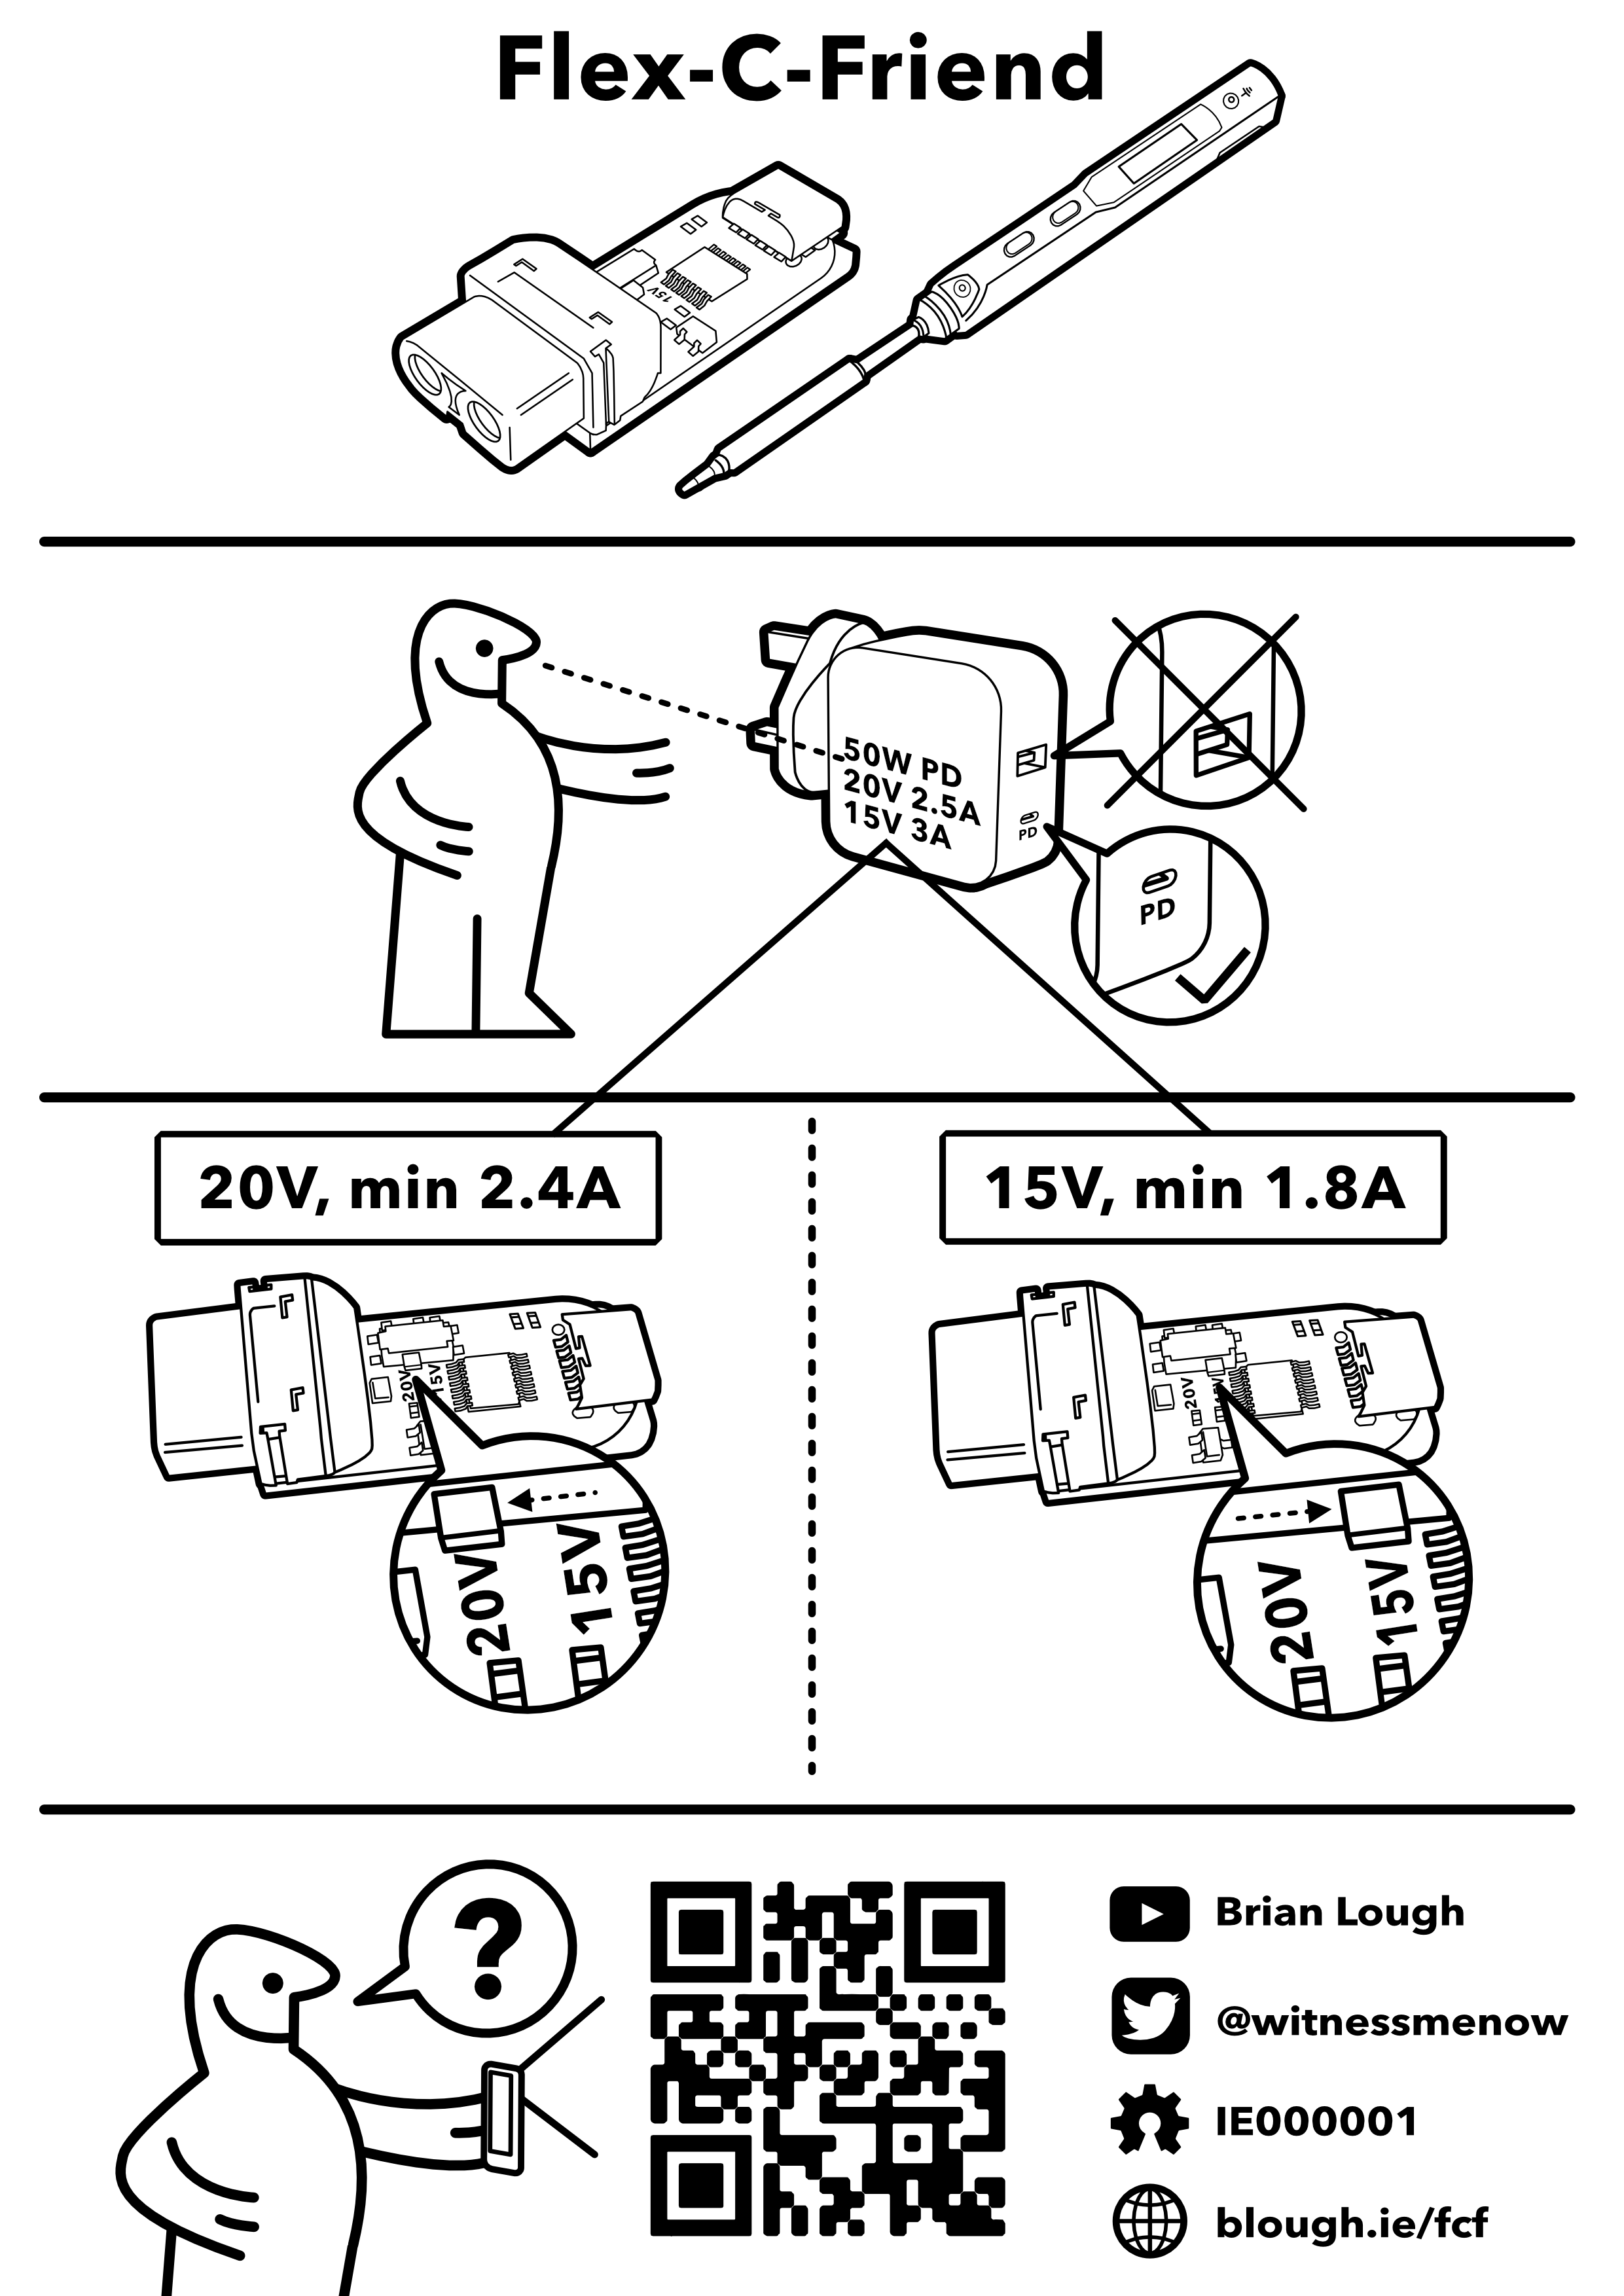 Flex-C-Friend
15V
50W PD
20V 2.5A
15V 3A
PD
PD
20V, min 2.4A
15V, min 1.8A
20V
15V
20V
15V
20V
15V
20V
15V
?
Brian Lough
@witnessmenow
IE000001
blough.ie/fcf